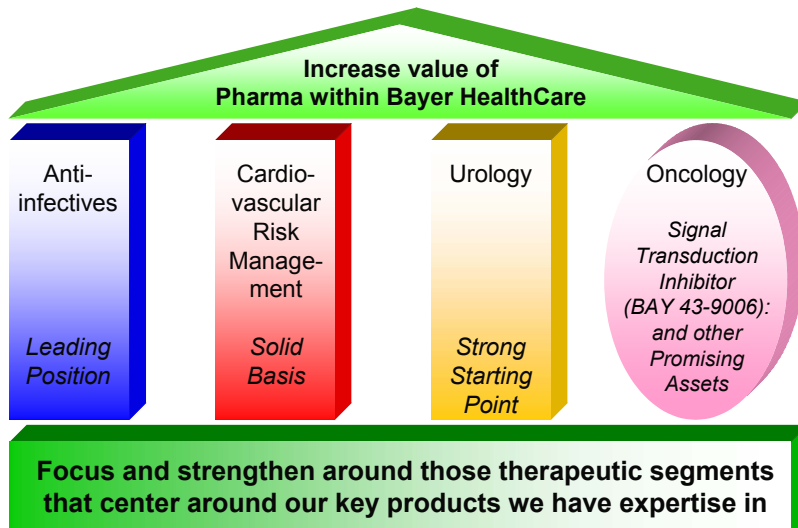 Increase value of
Pharma within Bayer HealthCare
Anti-
infectives
Leading
Position
Cardio-
vascular
Risk
Manage-
ment
Solid
Basis
Urology
Strong
Starting
Point
Oncology
Signal
Transduction
Inhibitor
(BAY 43-9006):
and other
Promising
Assets
Focus and strengthen around those therapeutic segments
that center around our key products we have expertise in